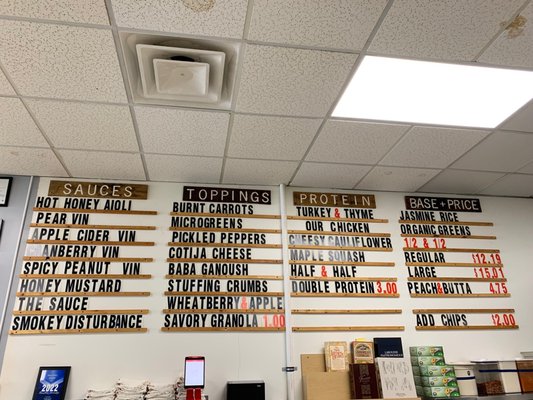 SAUCES
HOT HONEY AIOLI
PEAR VIN
APPLE CIDER VIN
ANBERRY VIN
SPICY PEANUT VIN
HONEY MUSTARD
THE SAUCE
SMOKEY DISTURBANCE
TOPPINGS
BURNT CARROTS
MICROGREENS
PICKLED PEPPERS
COTIJA CHEESE
BABA GANOUSH
STUFFING CRUMBS
WHEATBERRY & APPLE
SAVORY GRANOLA 1.00
PROTEIN
TURKEY & THYME
OUR CHICKEN
CHEESY CAULIFLOWER
MAPLE SQUASH
HALF & HALF
DOUBLE PROTEIN 3.00
BASE + PRICE
JASMINE RICE
ORGANIC GREENS
1/2 & 1/2
REGULAR $12.19
LARGE $15.01
PEACH & BUTTA 4.75
ADD CHIPS $2.00
2022